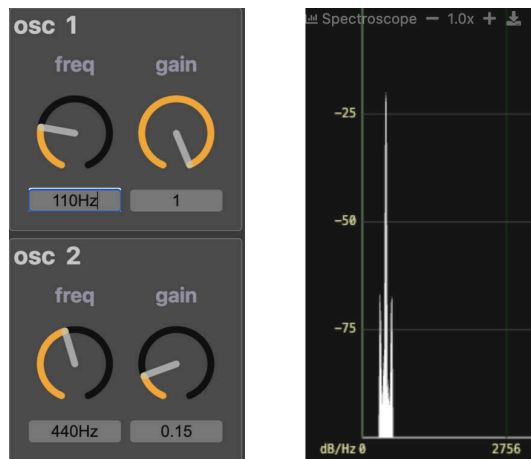 osc 1
freq gain
110Hz 1
osc 2
freq gain
440Hz 0.15
Spectroscope − 1.0x +
-25
-50
-75
dB/Hz 0 2756